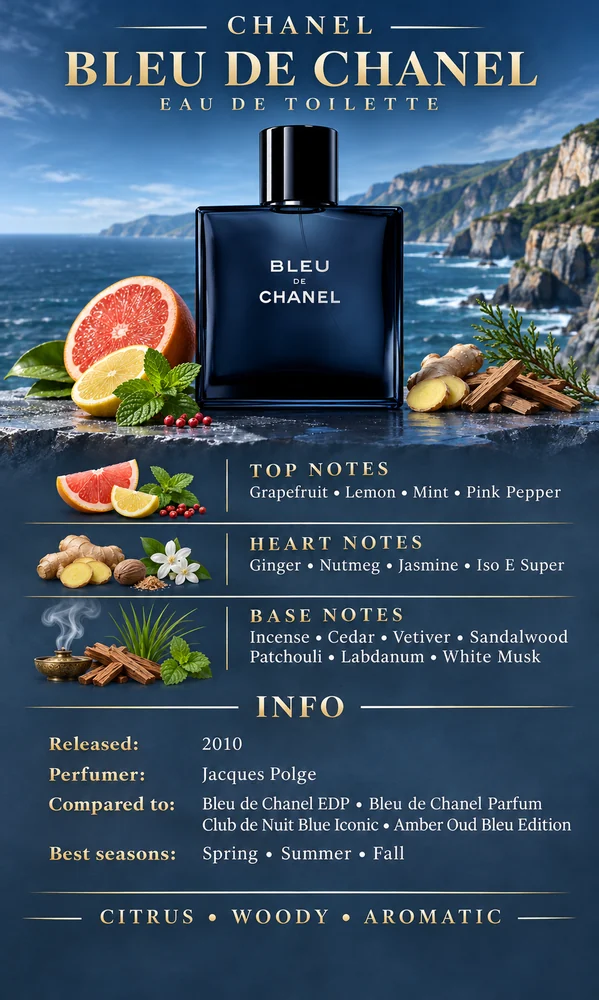 CHANEL
BLEU DE CHANEL
EAU DE TOILETTE
BLEU
DE
CHANEL
TOP NOTES
Grapefruit • Lemon • Mint • Pink Pepper
HEART NOTES
Ginger • Nutmeg • Jasmine • Iso E Super
BASE NOTES
Incense • Cedar • Vetiver • Sandalwood
Patchouli • Labdanum • White Musk
INFO
Released: 2010
Perfumer: Jacques Polge
Compared to: Bleu de Chanel EDP • Bleu de Chanel Parfum
Club de Nuit Blue Iconic • Amber Oud Bleu Edition
Best seasons: Spring • Summer • Fall
CITRUS • WOODY • AROMATIC